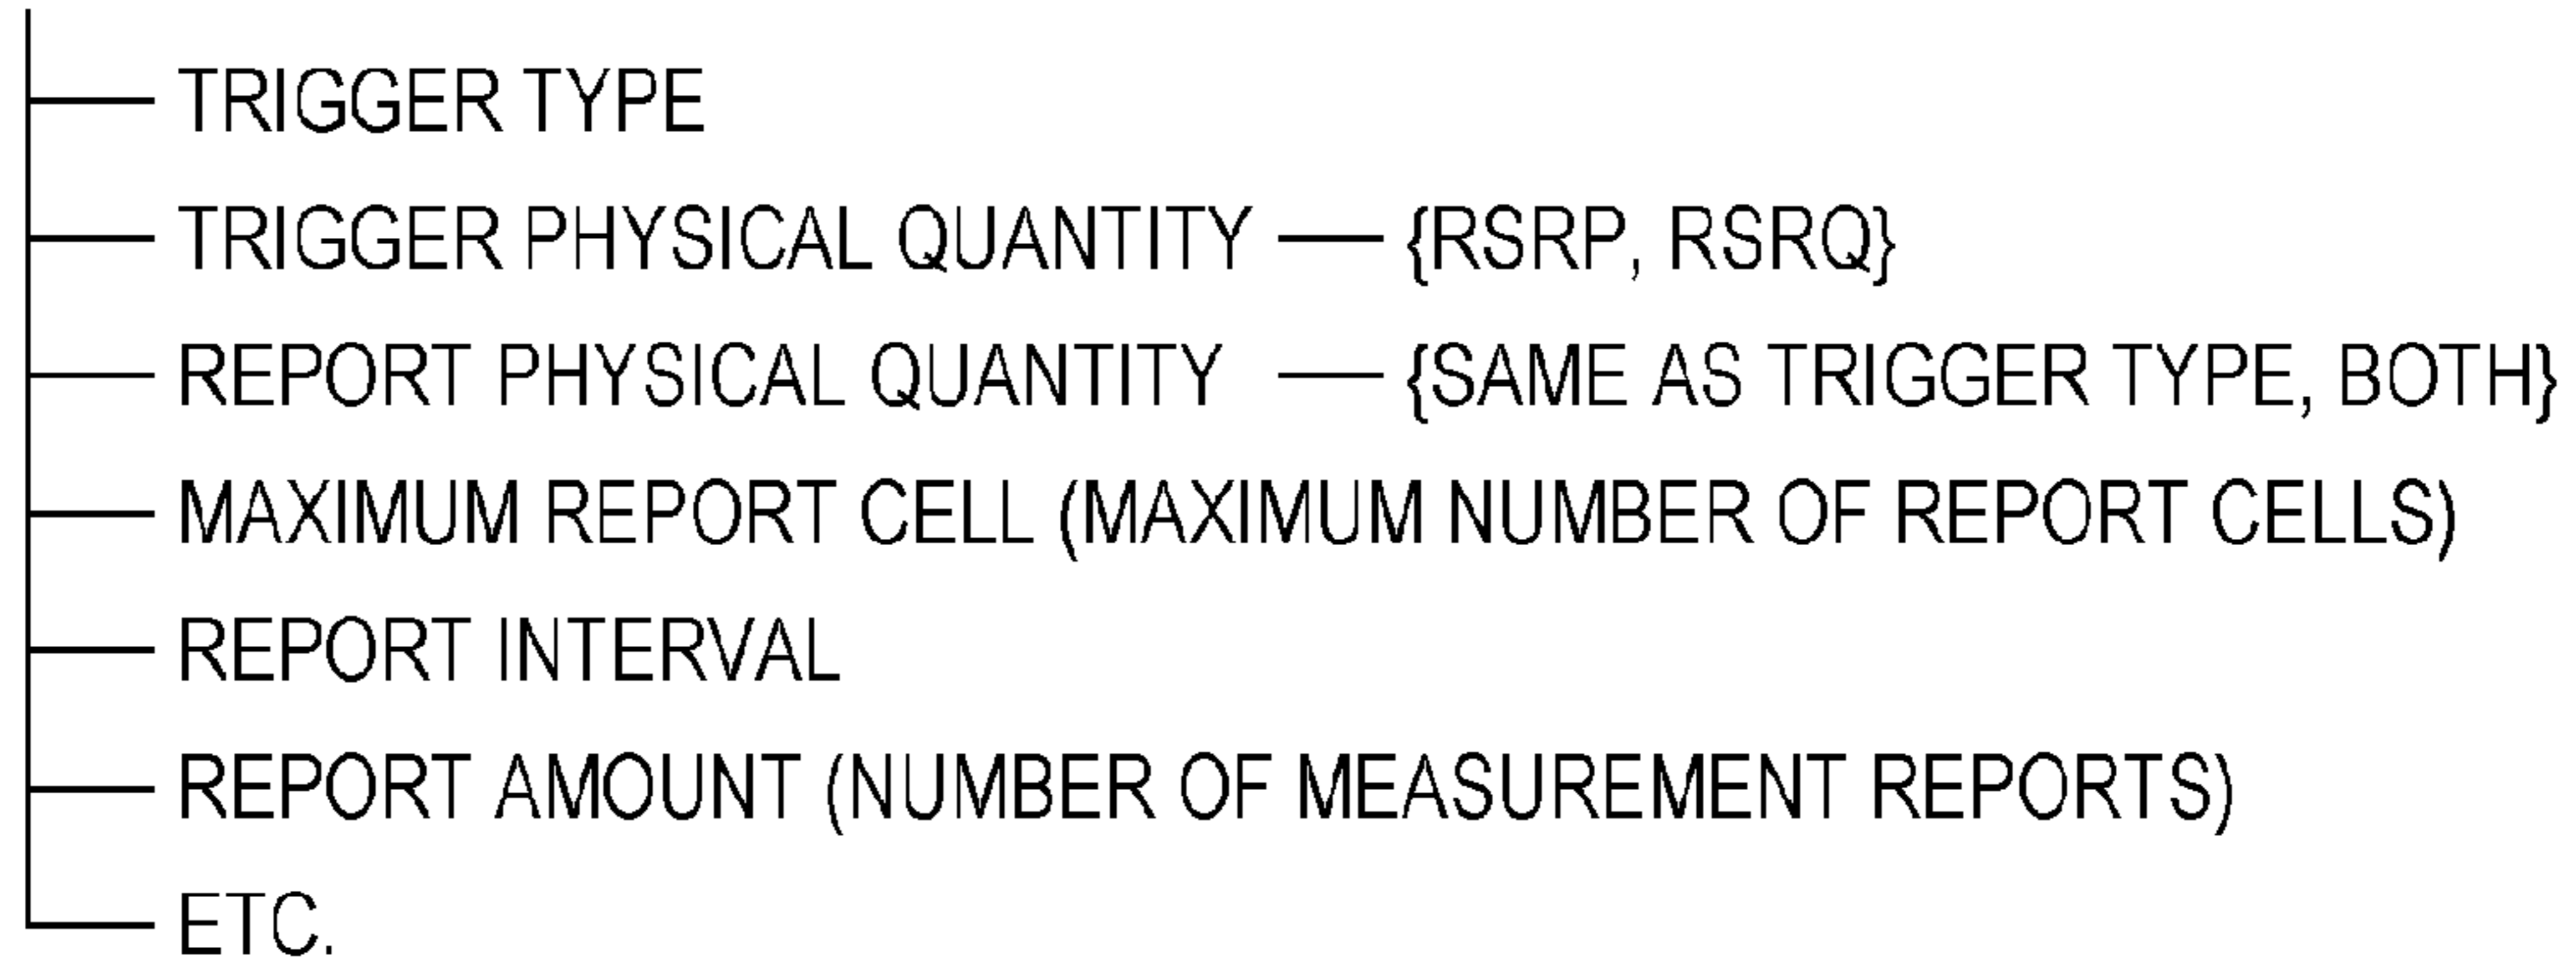 TRIGGER TYPE
TRIGGER PHYSICAL QUANTITY — {RSRP, RSRQ}
REPORT PHYSICAL QUANTITY — {SAME AS TRIGGER TYPE, BOTH}
MAXIMUM REPORT CELL (MAXIMUM NUMBER OF REPORT CELLS)
REPORT INTERVAL
REPORT AMOUNT (NUMBER OF MEASUREMENT REPORTS)
ETC.